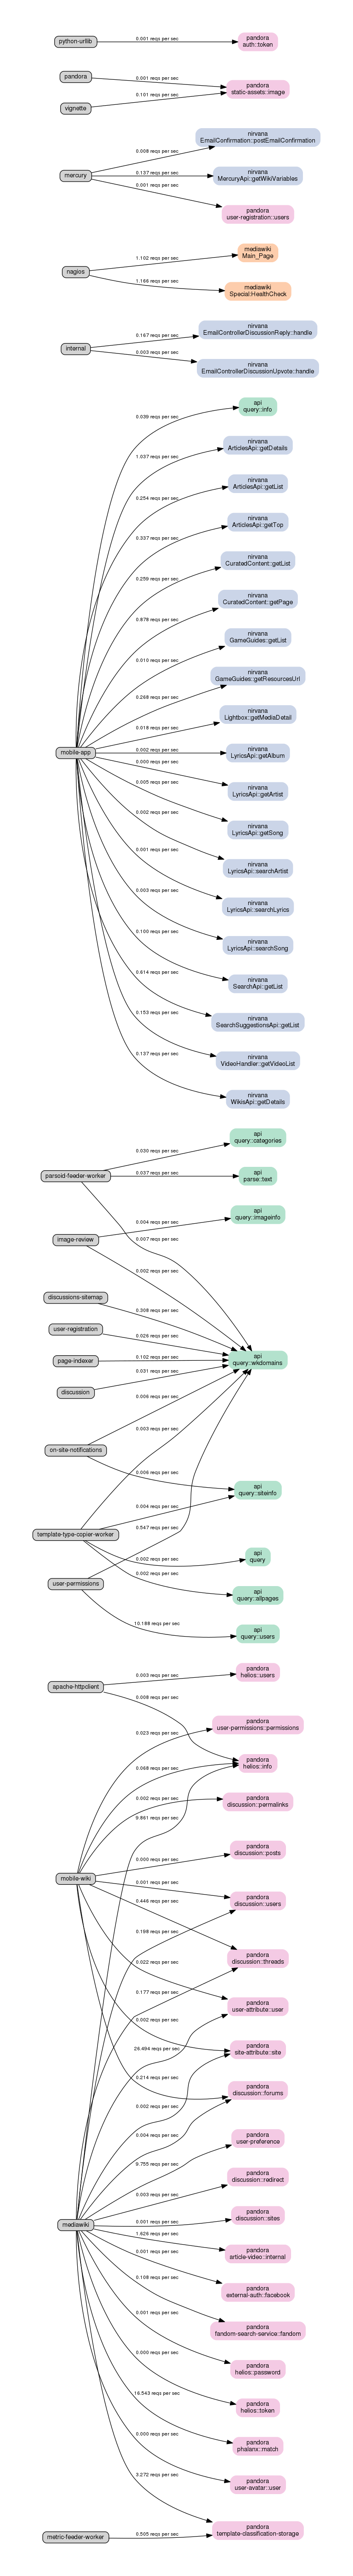 python-urllib
0.001 reqs per sec
pandora
auth::token
pandora
0.001 reqs per sec
pandora
static-assets::image
vignette
0.101 reqs per sec
mercury
0.008 reqs per sec
nirvana
EmailConfirmation::postEmailConfirmation
0.137 reqs per sec
nirvana
MercuryApi::getWikiVariables
0.001 reqs per sec
pandora
user-registration::users
nagios
1.102 reqs per sec
mediawiki
Main_Page
1.166 reqs per sec
mediawiki
Special:HealthCheck
internal
0.167 reqs per sec
nirvana
EmailControllerDiscussionReply::handle
0.003 reqs per sec
nirvana
EmailControllerDiscussionUpvote::handle
mobile-app
0.039 reqs per sec
api
query::info
1.037 reqs per sec
nirvana
ArticlesApi::getDetails
0.254 reqs per sec
nirvana
ArticlesApi::getList
0.337 reqs per sec
nirvana
ArticlesApi::getTop
0.259 reqs per sec
nirvana
CuratedContent::getList
0.878 reqs per sec
nirvana
CuratedContent::getPage
0.010 reqs per sec
nirvana
GameGuides::getList
0.268 reqs per sec
nirvana
GameGuides::getResourcesUrl
0.018 reqs per sec
nirvana
Lightbox::getMediaDetail
0.002 reqs per sec
nirvana
LyricsApi::getAlbum
0.000 reqs per sec
nirvana
LyricsApi::getArtist
0.005 reqs per sec
nirvana
LyricsApi::getSong
0.002 reqs per sec
nirvana
LyricsApi::searchArtist
0.001 reqs per sec
nirvana
LyricsApi::searchLyrics
0.003 reqs per sec
nirvana
LyricsApi::searchSong
0.100 reqs per sec
nirvana
SearchApi::getList
0.614 reqs per sec
nirvana
SearchSuggestionsApi::getList
0.153 reqs per sec
nirvana
VideoHandler::getVideoList
0.137 reqs per sec
nirvana
WikisApi::getDetails
parsoid-feeder-worker
0.030 reqs per sec
api
query::categories
0.037 reqs per sec
api
parse::text
image-review
0.004 reqs per sec
api
query::imageinfo
0.007 reqs per sec
0.002 reqs per sec
discussions-sitemap
0.308 reqs per sec
user-registration
0.026 reqs per sec
page-indexer
0.102 reqs per sec
api
query::wkdomains
discussion
0.031 reqs per sec
0.006 reqs per sec
0.003 reqs per sec
on-site-notifications
0.006 reqs per sec
api
query::siteinfo
0.004 reqs per sec
template-type-copier-worker
0.547 reqs per sec
0.002 reqs per sec
api
query
user-permissions
0.002 reqs per sec
api
query::allpages
10.188 reqs per sec
api
query::users
apache-httpclient
0.003 reqs per sec
pandora
helios::users
0.008 reqs per sec
0.023 reqs per sec
pandora
user-permissions::permissions
0.068 reqs per sec
pandora
helios::info
0.002 reqs per sec
pandora
discussion::permalinks
9.861 reqs per sec
mobile-wiki
0.000 reqs per sec
pandora
discussion::posts
0.001 reqs per sec
pandora
discussion::users
0.446 reqs per sec
0.198 reqs per sec
pandora
discussion::threads
0.022 reqs per sec
0.177 reqs per sec
pandora
user-attribute::user
0.002 reqs per sec
26.494 reqs per sec
pandora
site-attribute::site
0.214 reqs per sec
pandora
discussion::forums
0.002 reqs per sec
0.004 reqs per sec
pandora
user-preference
9.755 reqs per sec
pandora
discussion::redirect
0.003 reqs per sec
mediawiki
0.001 reqs per sec
pandora
discussion::sites
1.626 reqs per sec
pandora
article-video::internal
0.001 reqs per sec
pandora
external-auth::facebook
0.108 reqs per sec
pandora
fandom-search-service::fandom
0.001 reqs per sec
pandora
helios::password
0.000 reqs per sec
pandora
helios::token
16.543 reqs per sec
pandora
phalanx::match
0.000 reqs per sec
pandora
user-avatar::user
3.272 reqs per sec
pandora
template-classification-storage
metric-feeder-worker
0.505 reqs per sec